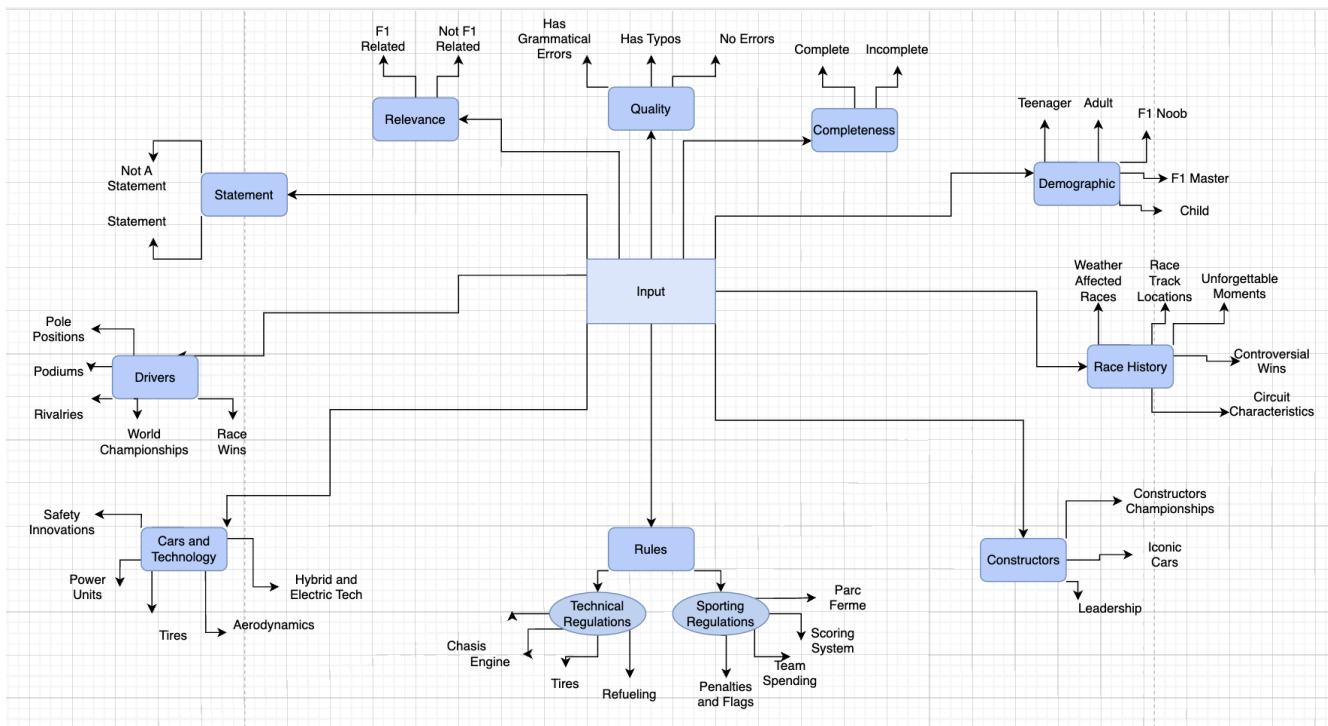 F1
Related
Not F1
Related
Has
Grammatical
Errors
Has Typos
No Errors
Complete
Incomplete
Relevance
Quality
Completeness
Teenager
Adult
F1 Noob
F1 Master
Child
Demographic
Not A
Statement
Statement
Statement
Input
Weather
Affected
Races
Race
Track
Locations
Unforgettable
Moments
Controversial
Wins
Circuit
Characteristics
Race History
Pole
Positions
Podiums
Rivalries
World
Championships
Race
Wins
Drivers
Safety
Innovations
Cars and
Technology
Power
Units
Tires
Aerodynamics
Hybrid and
Electric Tech
Rules
Technical
Regulations
Sporting
Regulations
Chasis
Engine
Tires
Refueling
Parc
Ferme
Scoring
System
Team
Spending
Penalties
and Flags
Constructors
Constructors
Championships
Iconic
Cars
Leadership